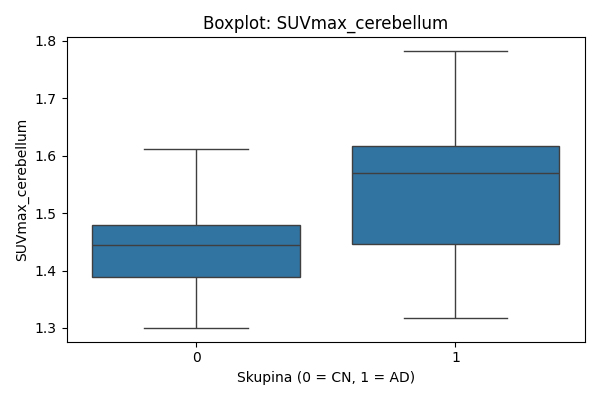 Boxplot: SUVmax_cerebellum
SUVmax_cerebellum
1.8
1.7
1.6
1.5
1.4
1.3
0
1
Skupina (0 = CN, 1 = AD)